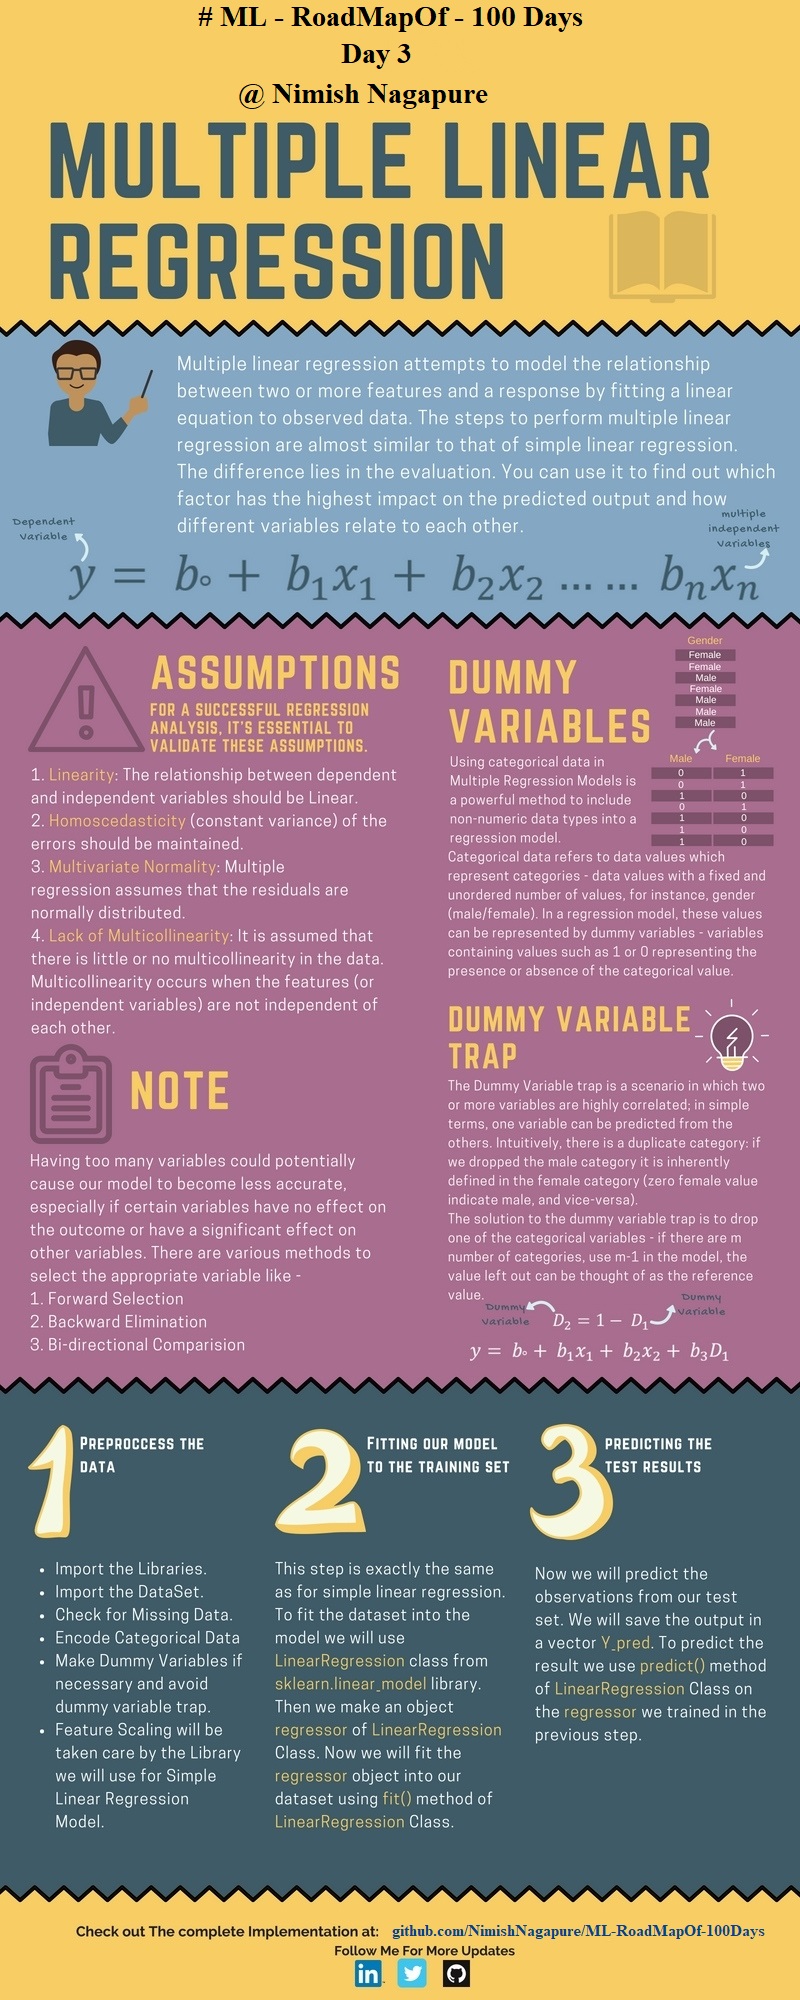 # ML - RoadMapOf - 100 Days
Day 3
@ Nimish Nagapure
MULTIPLE LINEAR
REGRESSION
Multiple linear regression attempts to model the relationship
between two or more features and a response by fitting a linear
equation to observed data. The steps to perform multiple linear
regression are almost similar to that of simple linear regression.
The difference lies in the evaluation. You can use it to find out which
factor has the highest impact on the predicted output and how
different variables relate to each other.
Dependent
Variable
multiple
independent
variables
y = b₀ + b₁x₁ + b₂x₂ ... ... bₙxₙ
ASSUMPTIONS
FOR A SUCCESSFUL REGRESSION
ANALYSIS, IT'S ESSENTIAL TO
VALIDATE THESE ASSUMPTIONS.
1. Linearity: The relationship between dependent
and independent variables should be Linear.
2. Homoscedasticity (constant variance) of the
errors should be maintained.
3. Multivariate Normality: Multiple
regression assumes that the residuals are
normally distributed.
4. Lack of Multicollinearity: It is assumed that
there is little or no multicollinearity in the data.
Multicollinearity occurs when the features (or
independent variables) are not independent of
each other.
NOTE
Having too many variables could potentially
cause our model to become less accurate,
especially if certain variables have no effect on
the outcome or have a significant effect on
other variables. There are various methods to
select the appropriate variable like -
1. Forward Selection
2. Backward Elimination
3. Bi-directional Comparision
DUMMY
VARIABLES
Gender
Female
Female
Male
Female
Male
Male
Male
Male Female
0 1
0 1
1 0
0 1
1 0
1 0
1 0
Using categorical data in
Multiple Regression Models is
a powerful method to include
non-numeric data types into a
regression model.
Categorical data refers to data values which
represent categories - data values with a fixed and
unordered number of values, for instance, gender
(male/female). In a regression model, these values
can be represented by dummy variables - variables
containing values such as 1 or 0 representing the
presence or absence of the categorical value.
DUMMY VARIABLE
TRAP
The Dummy Variable trap is a scenario in which two
or more variables are highly correlated; in simple
terms, one variable can be predicted from the
others. Intuitively, there is a duplicate category: if
we dropped the male category it is inherently
defined in the female category (zero female value
indicate male, and vice-versa).
The solution to the dummy variable trap is to drop
one of the categorical variables - if there are m
number of categories, use m-1 in the model, the
value left out can be thought of as the reference
value.
Dummy
Variable
D₂ = 1 − D₁
Dummy
Variable
y = b₀ + b₁x₁ + b₂x₂ + b₃D₁
1
PREPROCCESS THE
DATA
• Import the Libraries.
• Import the DataSet.
• Check for Missing Data.
• Encode Categorical Data
• Make Dummy Variables if
necessary and avoid
dummy variable trap.
• Feature Scaling will be
taken care by the Library
we will use for Simple
Linear Regression
Model.
2
FITTING OUR MODEL
TO THE TRAINING SET
This step is exactly the same
as for simple linear regression.
To fit the dataset into the
model we will use
LinearRegression class from
sklearn.linear_model library.
Then we make an object
regressor of LinearRegression
Class. Now we will fit the
regressor object into our
dataset using fit() method of
LinearRegression Class.
3
PREDICTING THE
TEST RESULTS
Now we will predict the
observations from our test
set. We will save the output in
a vector Y_pred. To predict the
result we use predict() method
of LinearRegression Class on
the regressor we trained in the
previous step.
Check out The complete Implementation at: github.com/NimishNagapure/ML-RoadMapOf-100Days
Follow Me For More Updates
in